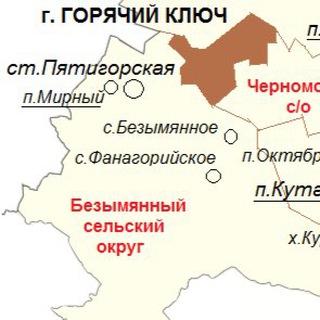 г. ГОРЯЧИЙ КЛЮЧ
п.
ст.Пятигорская
п.Мирный
Черномо
с/о
с.Безымянное
с.Фанагорийское
п.Октябр
п.Кута
Безымянный
сельский
округ
х.Ку